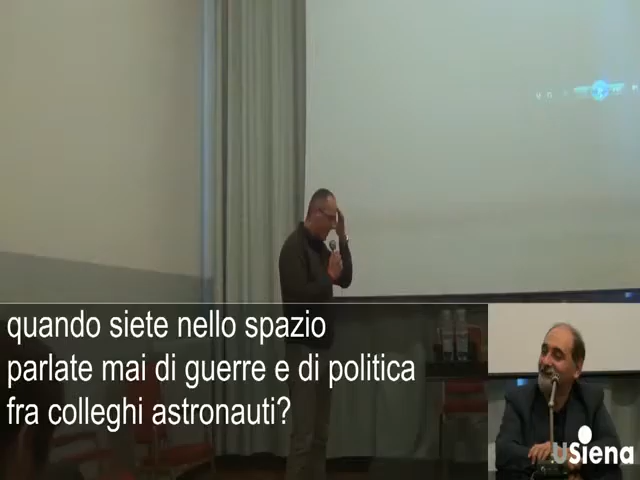 quando siete nello spazio
parlate mai di guerre e di politica
fra colleghi astronauti?
USiena